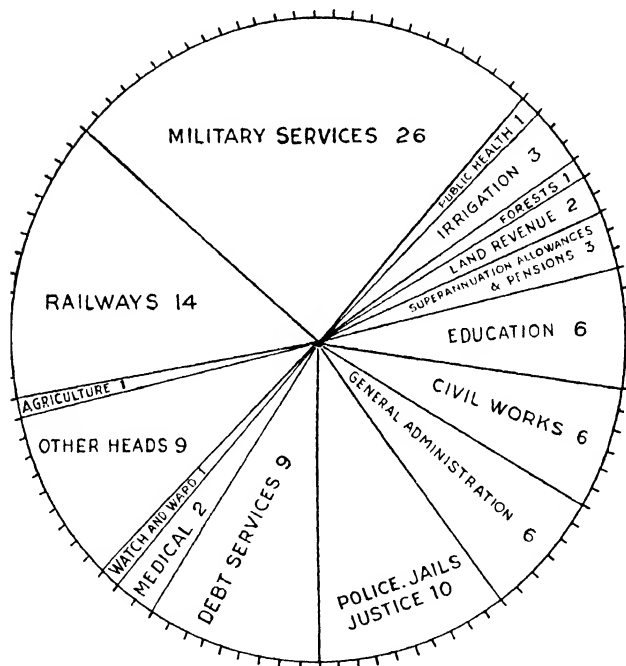 MILITARY SERVICES 26
PUBLIC HEALTH 1
IRRIGATION 3
FORESTS 1
LAND REVENUE 2
SUPERANNUATION ALLOWANCES
& PENSIONS 3
EDUCATION 6
CIVIL WORKS 6
GENERAL ADMINISTRATION 6
POLICE. JAILS
JUSTICE 10
DEBT SERVICES 9
MEDICAL 2
WATCH AND WARD 1
OTHER HEADS 9
AGRICULTURE 1
RAILWAYS 14